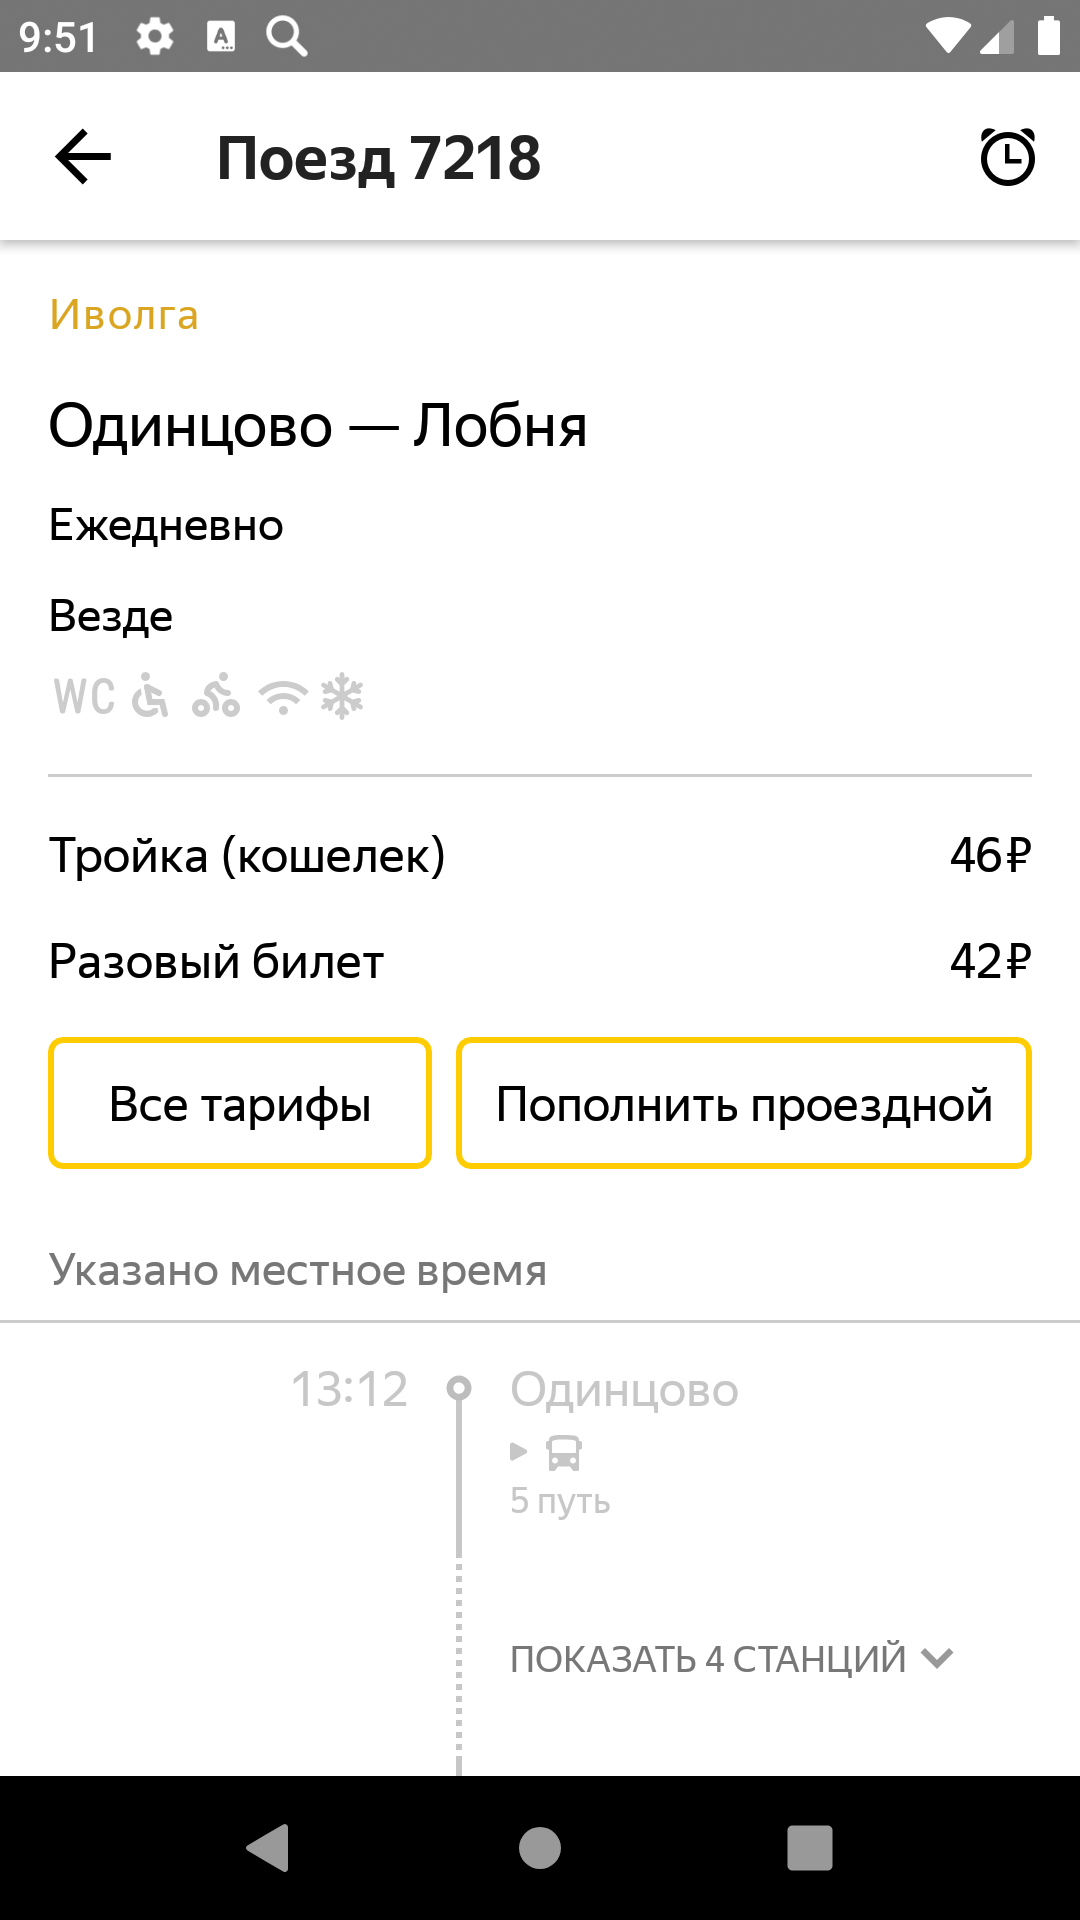 9:51
Поезд 7218
Иволга
Одинцово — Лобня
Ежедневно
Везде
WC
Тройка (кошелек) 46₽
Разовый билет 42₽
Все тарифы Пополнить проездной
Указано местное время
13:12 Одинцово
5 путь
ПОКАЗАТЬ 4 СТАНЦИЙ